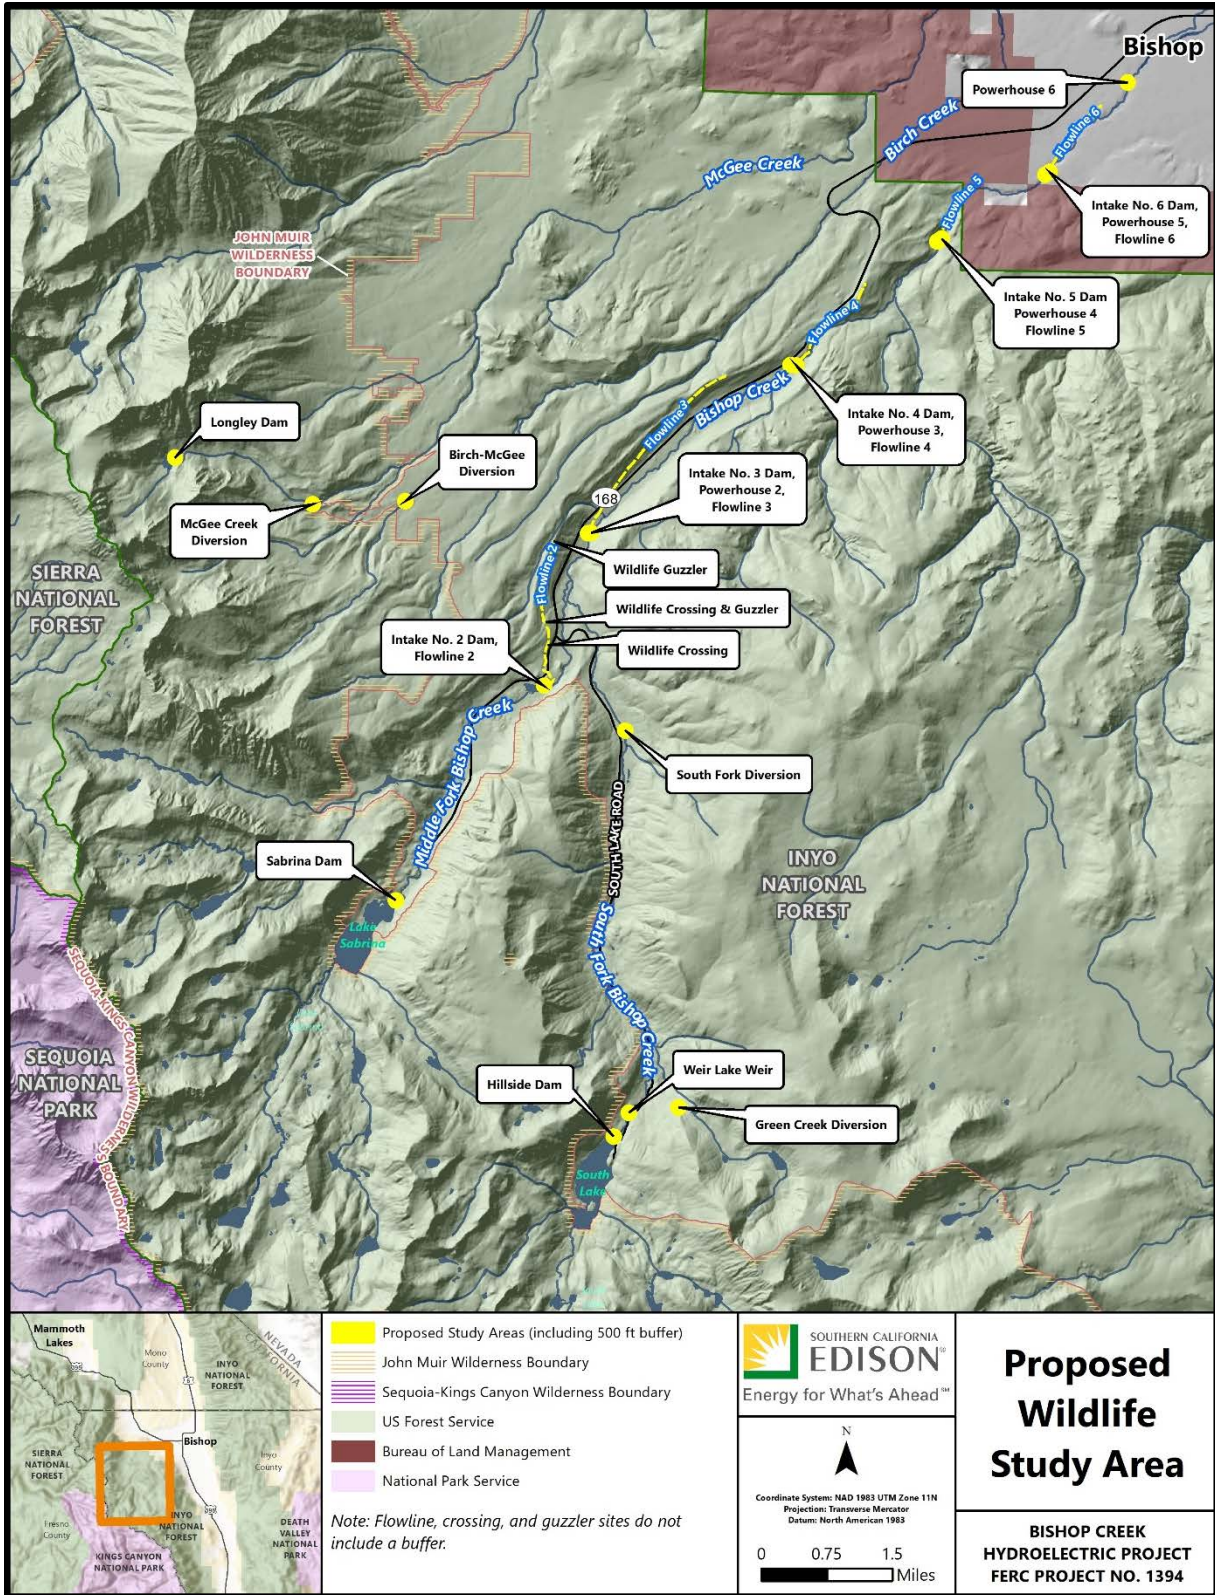 Bishop
Powerhouse 6
Birch Creek
Flowline 6
McGee Creek
Flowline 5
Intake No. 6 Dam,
Powerhouse 5,
Flowline 6
JOHN MUIR
WILDERNESS
BOUNDARY
Intake No. 5 Dam
Powerhouse 4
Flowline 5
Flowline 4
Bishop Creek
Flowline 3
Intake No. 4 Dam,
Powerhouse 3,
Flowline 4
Longley Dam
Birch-McGee
Diversion
Intake No. 3 Dam,
Powerhouse 2,
Flowline 3
168
McGee Creek
Diversion
Flowline 2
Wildlife Guzzler
SIERRA
NATIONAL
FOREST
Wildlife Crossing & Guzzler
Intake No. 2 Dam,
Flowline 2
Wildlife Crossing
Middle Fork Bishop Creek
South Fork Diversion
SOUTH LAKE ROAD
Sabrina Dam
INYO
NATIONAL
FOREST
Lake
Sabrina
South Fork Bishop Creek
SEQUOIA-KINGS CANYON WILDERNESS BOUNDARY
SEQUOIA
NATIONAL
PARK
Weir Lake Weir
Hillside Dam
Green Creek Diversion
South
Lake
Mammoth
Lakes
Mono
County
NEVADA
CALIFORNIA
395
6
INYO
NATIONAL
FOREST
Bishop
SIERRA
NATIONAL
FOREST
Inyo
County
395
Fresno
County
INYO
NATIONAL
FOREST
KINGS CANYON
NATIONAL PARK
DEATH
VALLEY
NATIONAL
PARK
Proposed Study Areas (including 500 ft buffer)
John Muir Wilderness Boundary
Sequoia-Kings Canyon Wilderness Boundary
US Forest Service
Bureau of Land Management
National Park Service
Note: Flowline, crossing, and guzzler sites do not
include a buffer.
SOUTHERN CALIFORNIA
EDISON®
Energy for What's Ahead℠
N
Coordinate System: NAD 1983 UTM Zone 11N
Projection: Transverse Mercator
Datum: North American 1983
0 0.75 1.5
Miles
Proposed
Wildlife
Study Area
BISHOP CREEK
HYDROELECTRIC PROJECT
FERC PROJECT NO. 1394